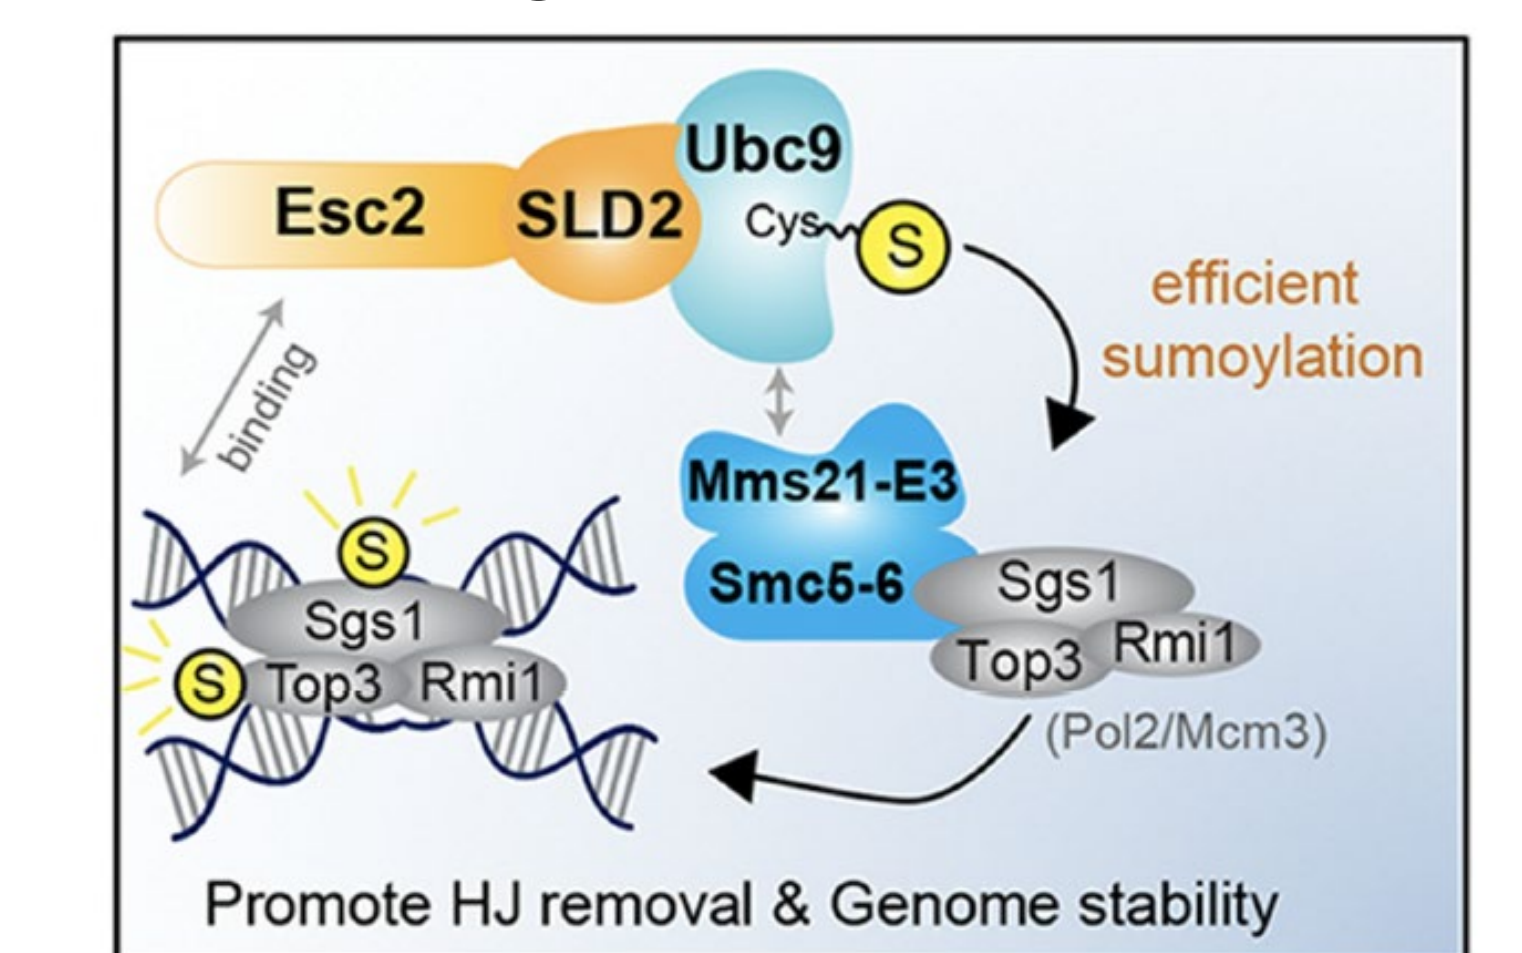 Ubc9
Esc2
SLD2
Cys
S
efficient
sumoylation
binding
Mms21-E3
Smc5-6
Sgs1
Top3
Rmi1
(Pol2/Mcm3)
S
Sgs1
S
Top3
Rmi1
Promote HJ removal & Genome stability